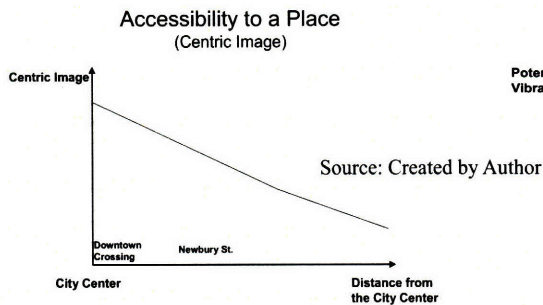 Accessibility to a Place
(Centric Image)
Centric Image
Source: Created by Author
Downtown
Crossing
Newbury St.
City Center
Distance from
the City Center